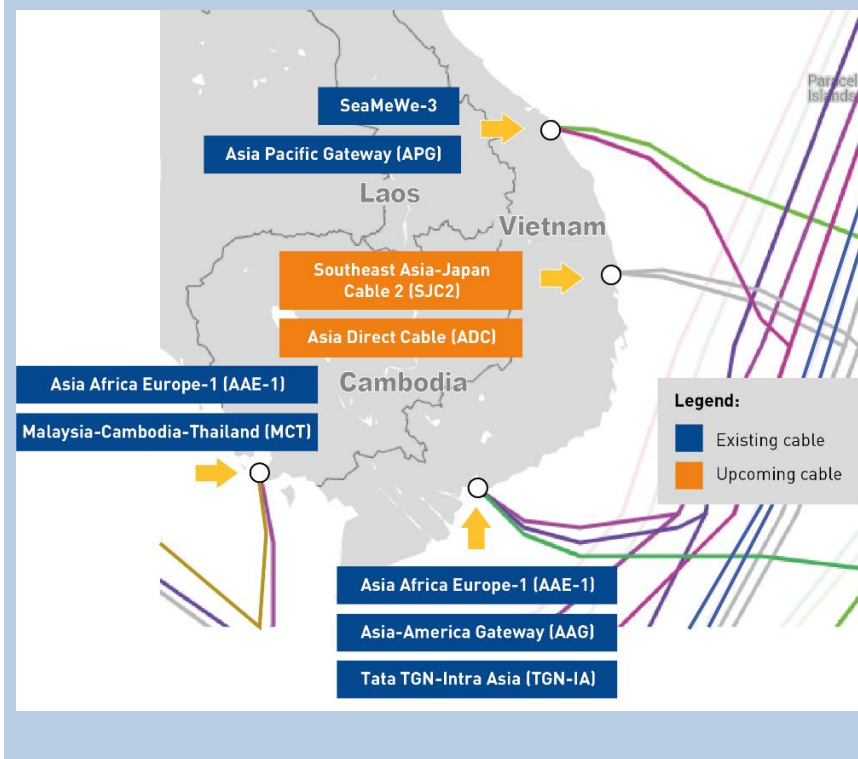 Paracel
Islands
SeaMeWe-3
Asia Pacific Gateway (APG)
Laos
Vietnam
Southeast Asia-Japan
Cable 2 (SJC2)
Asia Direct Cable (ADC)
Cambodia
Asia Africa Europe-1 (AAE-1)
Malaysia-Cambodia-Thailand (MCT)
Legend:
Existing cable
Upcoming cable
Asia Africa Europe-1 (AAE-1)
Asia-America Gateway (AAG)
Tata TGN-Intra Asia (TGN-IA)